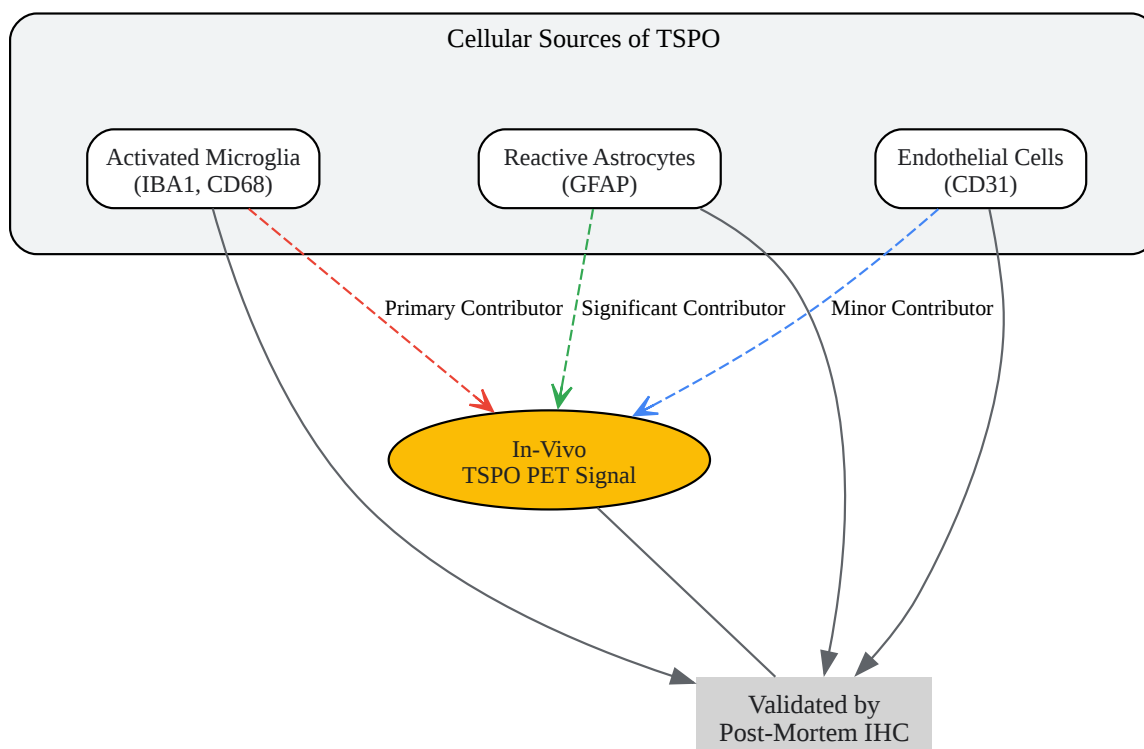 Cellular Sources of TSPO
Activated Microglia
(IBA1, CD68)
Reactive Astrocytes
(GFAP)
Endothelial Cells
(CD31)
Primary Contributor
Significant Contributor
Minor Contributor
In-Vivo
TSPO PET Signal
Validated by
Post-Mortem IHC